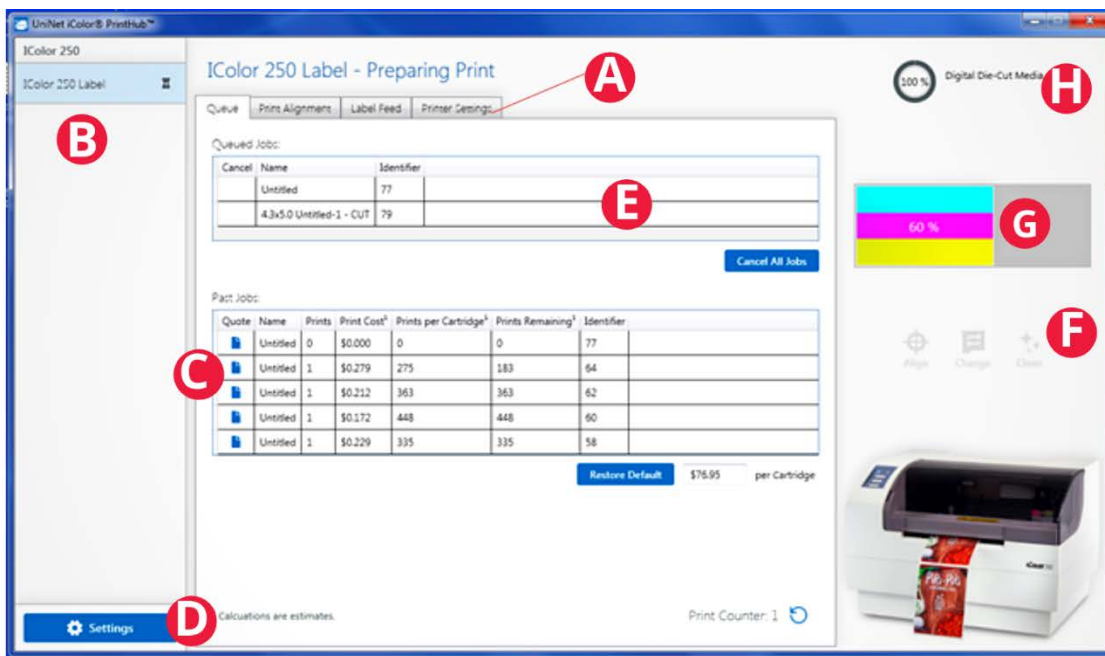 UniNet iColor® PrintHub™
IColor 250
IColor 250 Label
B
D
Settings
IColor 250 Label - Preparing Print
A
Queue Print Alignment Label Feed Printer Settings
Queued Jobs:
Cancel Name Identifier
Untitled 77
4.3x5.0 Untitled-1 - CUT 79
E
Cancel All Jobs
Past Jobs:
Quote Name Prints Print Cost¹ Prints per Cartridge¹ Prints Remaining¹ Identifier
Untitled 0 $0.000 0 0 77
Untitled 1 $0.279 275 183 64
C
Untitled 1 $0.212 363 363 62
Untitled 1 $0.172 448 448 60
Untitled 1 $0.229 335 335 58
Restore Default $76.95 per Cartridge
Calcuations are estimates.
Print Counter: 1
100 % Digital Die-Cut Media
H
60 %
G
F
Align Change Clean